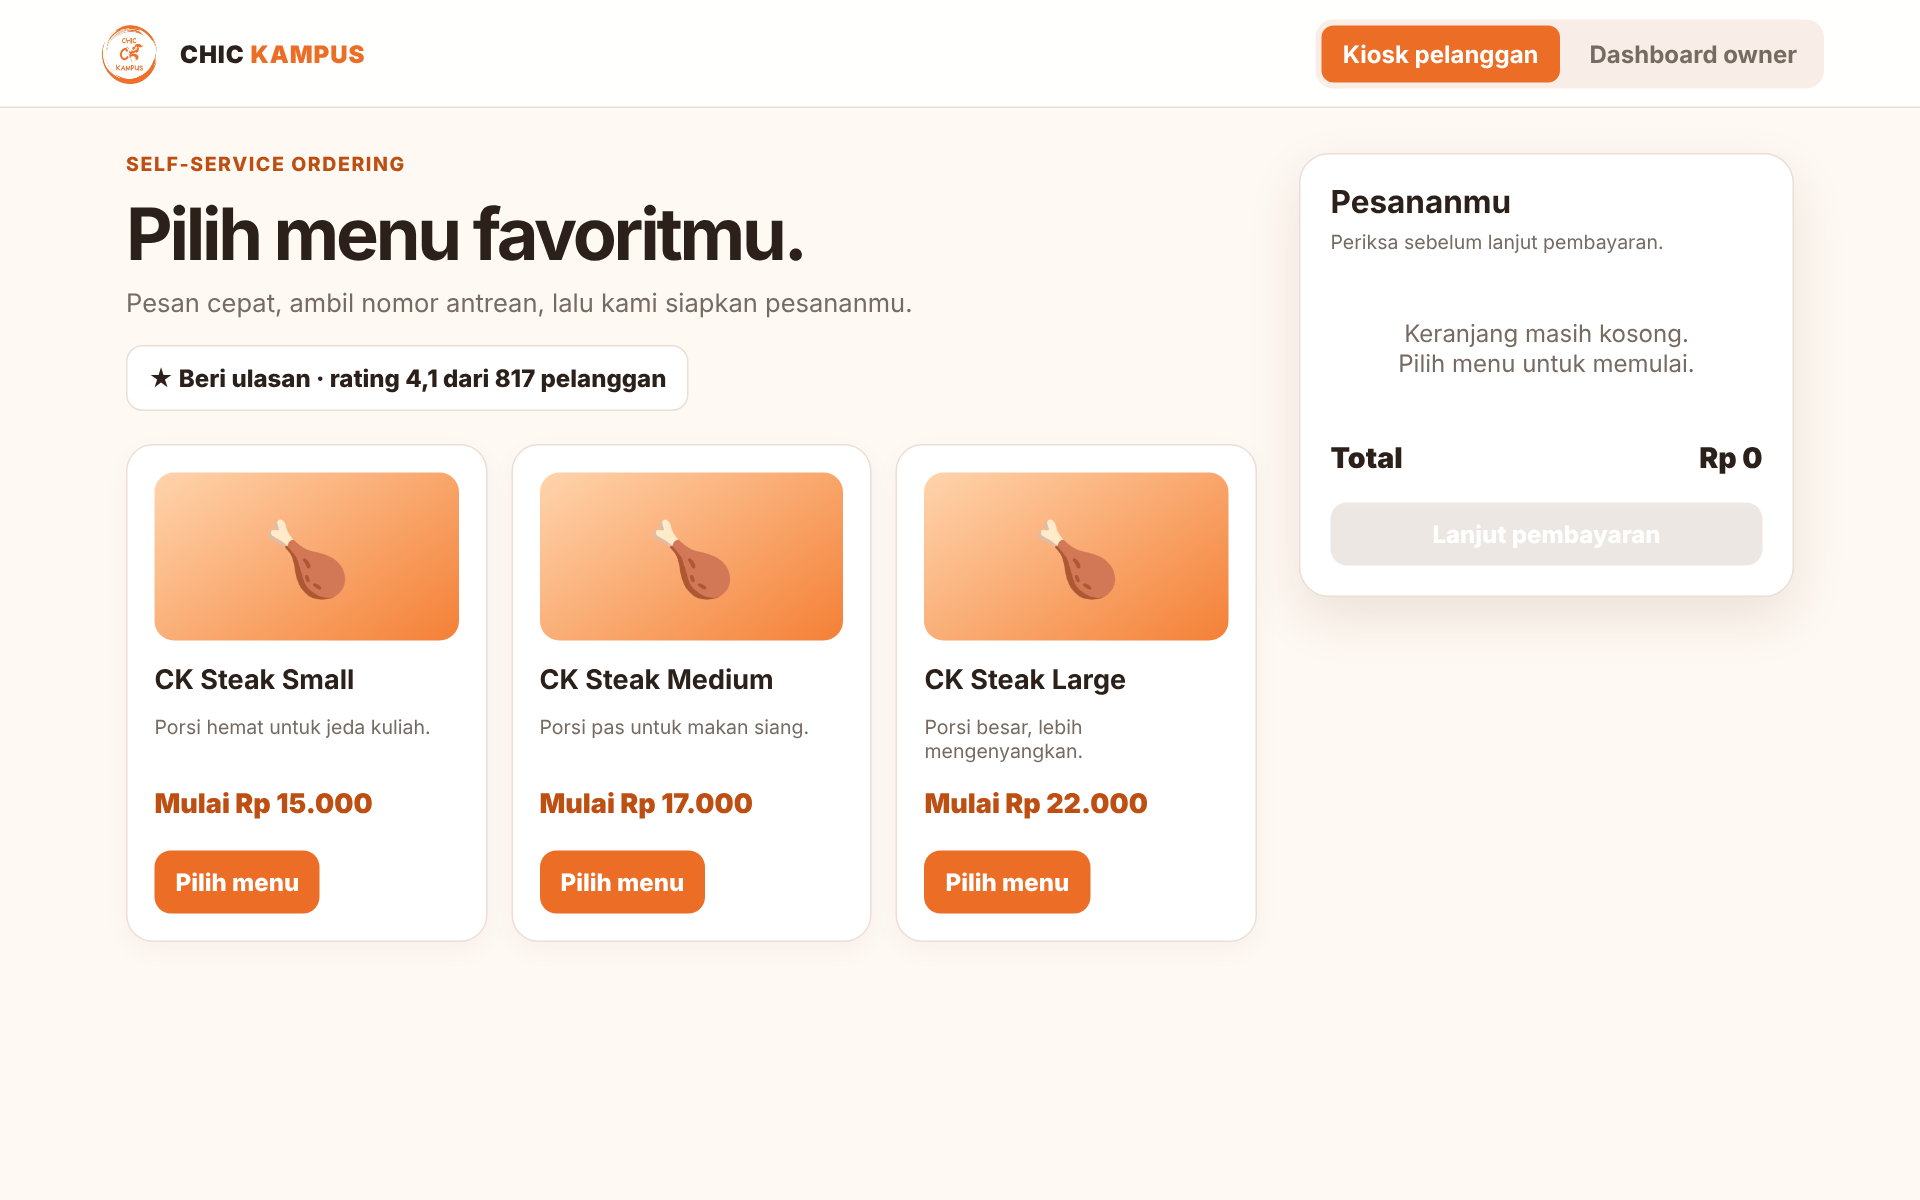 CHIC
CK
KAMPUS
CHIC KAMPUS
Kiosk pelanggan
Dashboard owner
SELF-SERVICE ORDERING
Pilih menu favoritmu.
Pesan cepat, ambil nomor antrean, lalu kami siapkan pesananmu.
★ Beri ulasan · rating 4,1 dari 817 pelanggan
CK Steak Small
Porsi hemat untuk jeda kuliah.
Mulai Rp 15.000
Pilih menu
CK Steak Medium
Porsi pas untuk makan siang.
Mulai Rp 17.000
Pilih menu
CK Steak Large
Porsi besar, lebih
mengenyangkan.
Mulai Rp 22.000
Pilih menu
Pesananmu
Periksa sebelum lanjut pembayaran.
Keranjang masih kosong.
Pilih menu untuk memulai.
Total Rp 0
Lanjut pembayaran